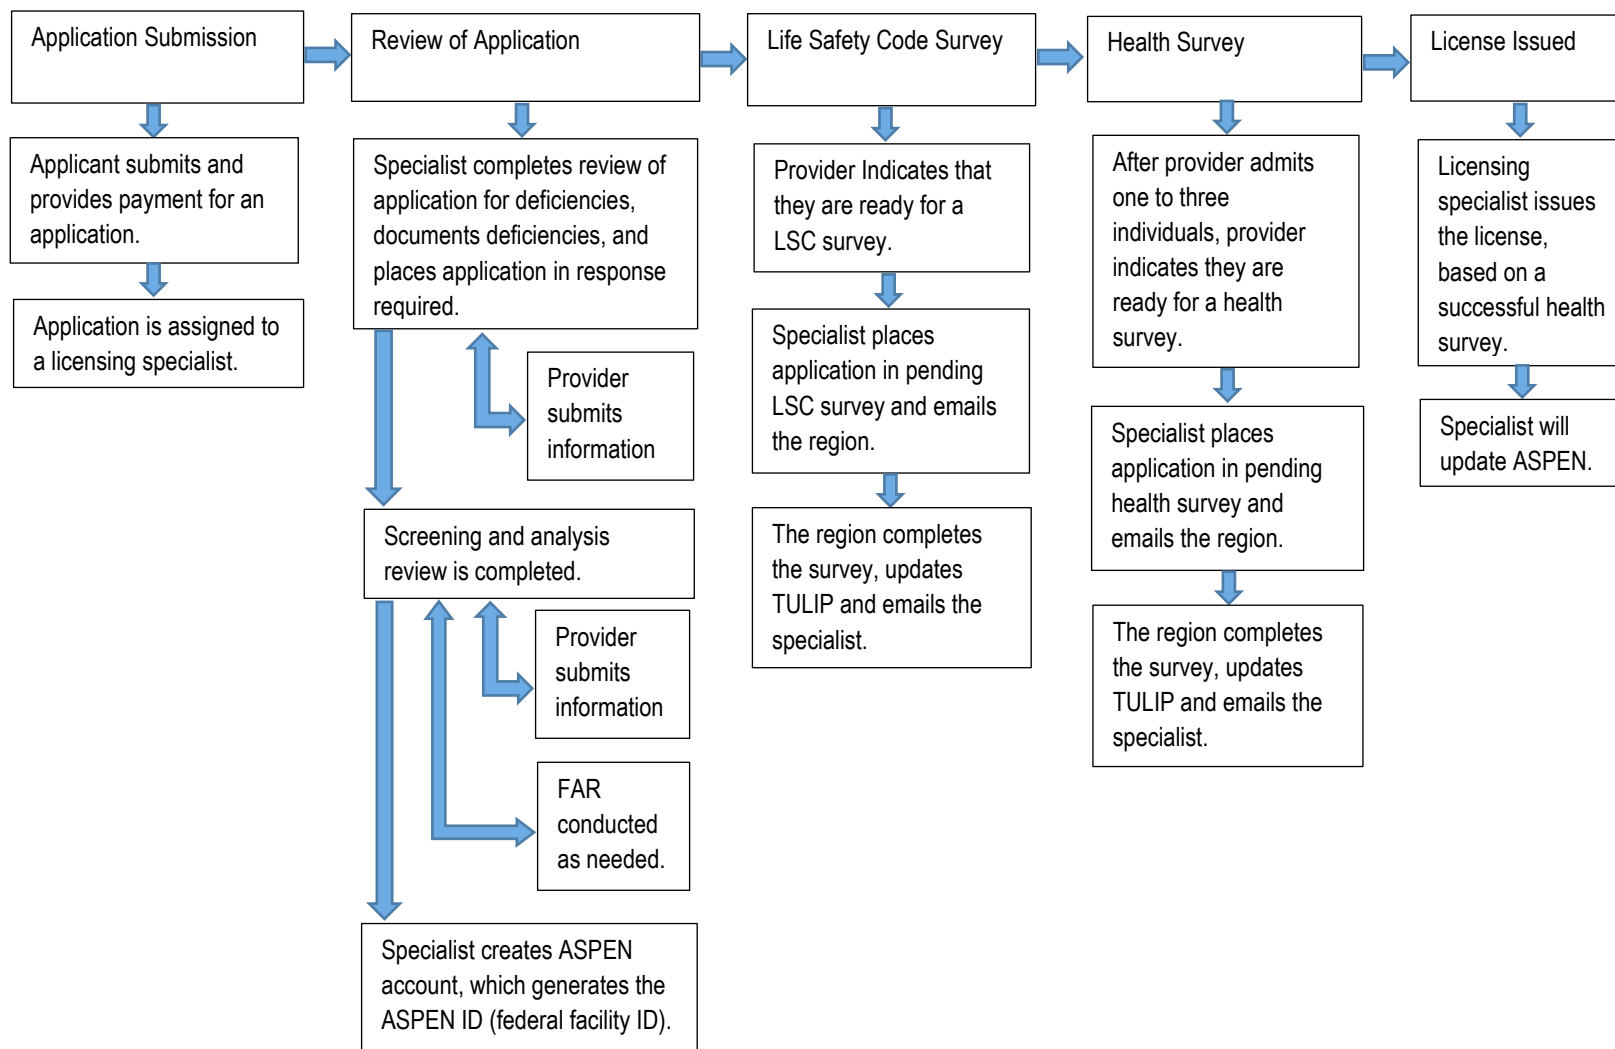 Application Submission
Review of Application
Life Safety Code Survey
Health Survey
License Issued
Applicant submits and
provides payment for an
application.
Application is assigned to
a licensing specialist.
Specialist completes review of
application for deficiencies,
documents deficiencies, and
places application in response
required.
Provider
submits
information
Screening and analysis
review is completed.
Provider
submits
information
FAR
conducted
as needed.
Specialist creates ASPEN
account, which generates the
ASPEN ID (federal facility ID).
Provider Indicates that
they are ready for a
LSC survey.
Specialist places
application in pending
LSC survey and emails
the region.
The region completes
the survey, updates
TULIP and emails the
specialist.
After provider admits
one to three
individuals, provider
indicates they are
ready for a health
survey.
Specialist places
application in pending
health survey and
emails the region.
The region completes
the survey, updates
TULIP and emails the
specialist.
Licensing
specialist issues
the license,
based on a
successful health
survey.
Specialist will
update ASPEN.